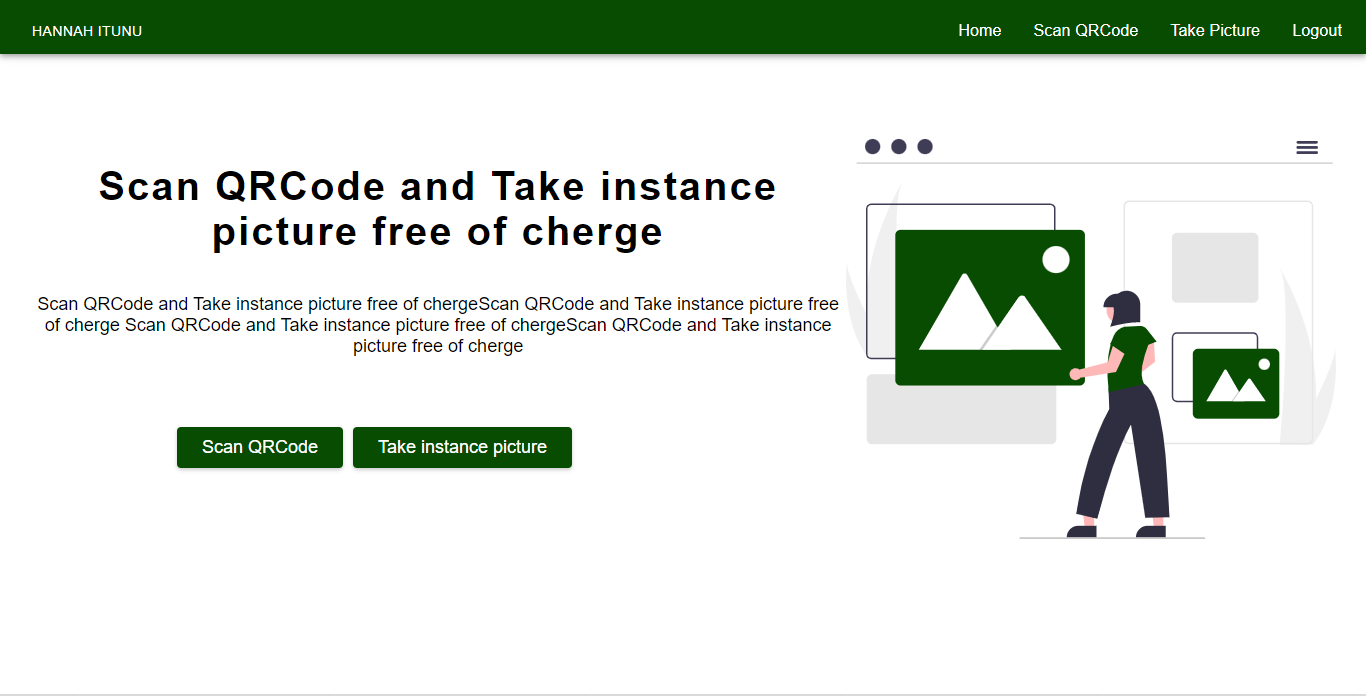 HANNAH ITUNU
Home
Scan QRCode
Take Picture
Logout
Scan QRCode and Take instance
picture free of cherge
Scan QRCode and Take instance picture free of chergeScan QRCode and Take instance picture free
of cherge Scan QRCode and Take instance picture free of chergeScan QRCode and Take instance
picture free of cherge
Scan QRCode
Take instance picture